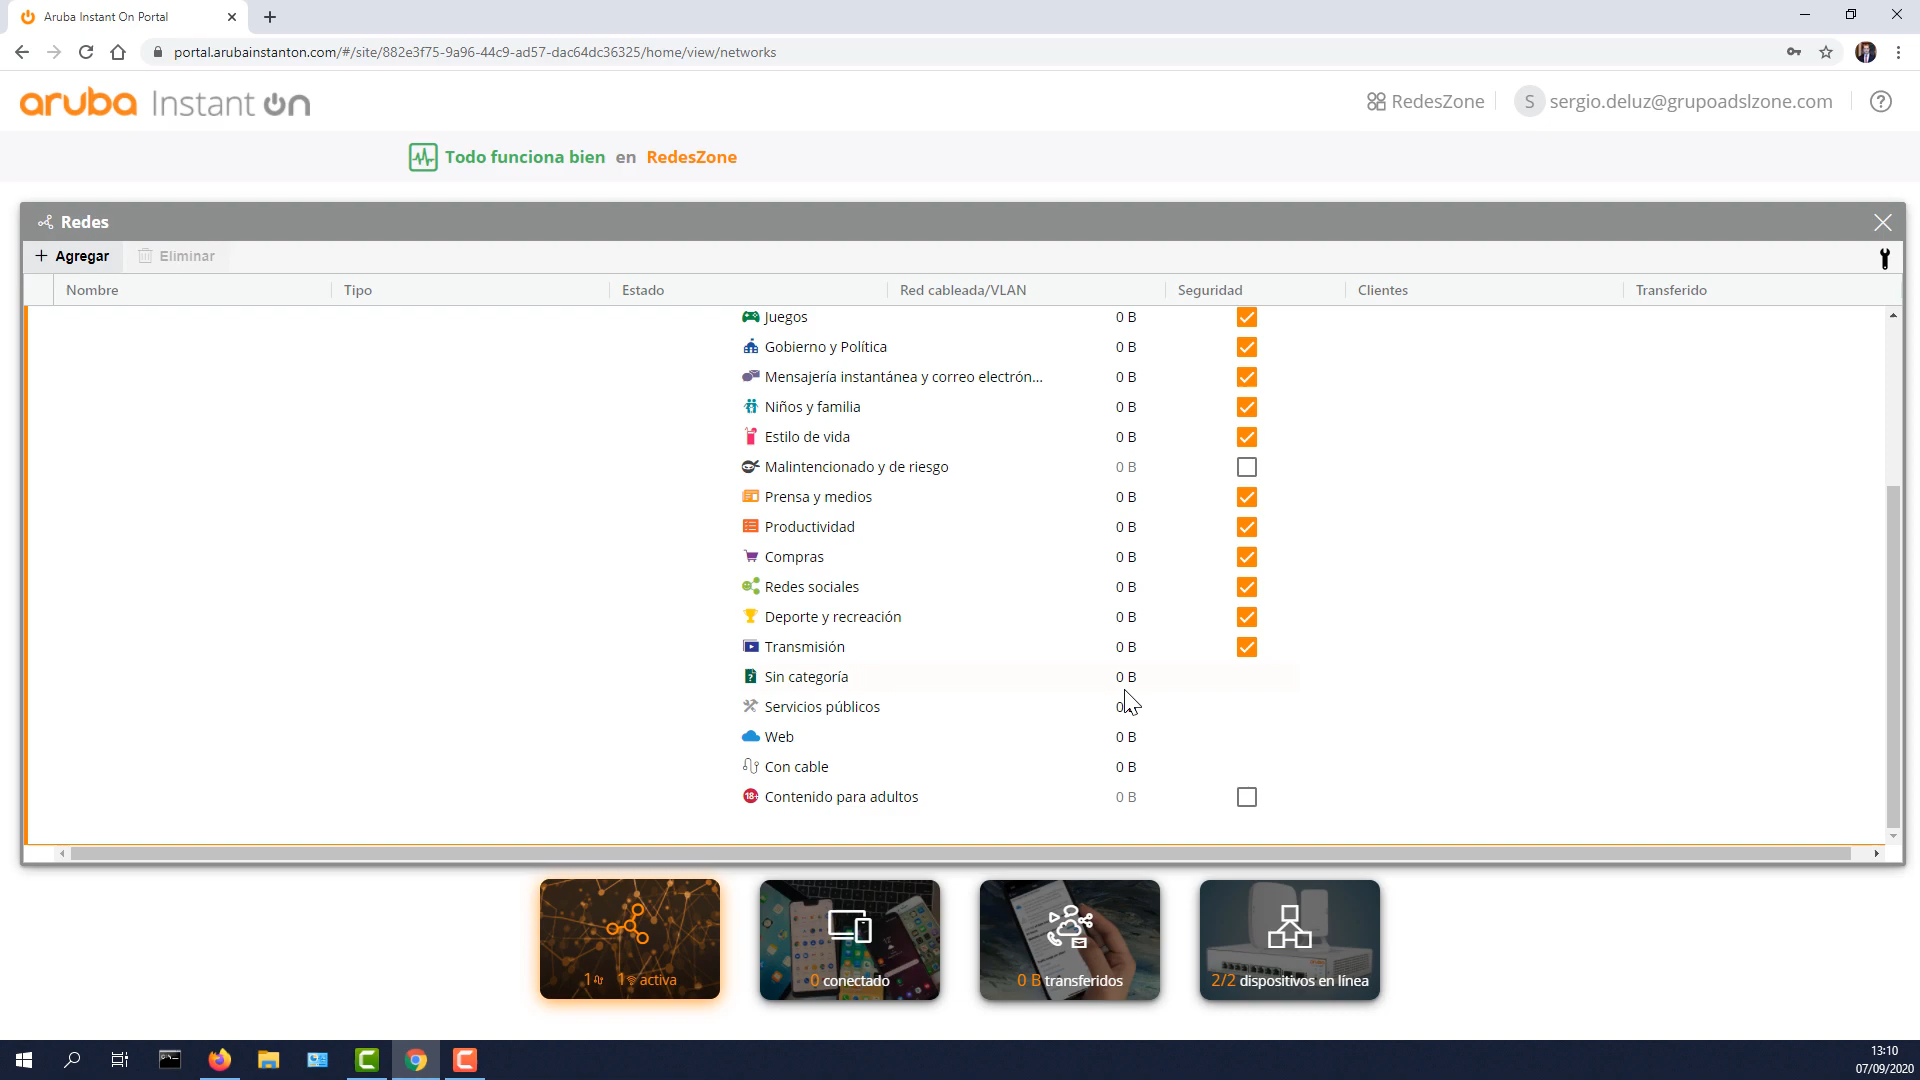 Aruba Instant On Portal
portal.arubainstanton.com/#/site/882e3f75-9a96-44c9-ad57-dac64dc36325/home/view/networks
aruba Instant On
RedesZone
S sergio.deluz@grupoadslzone.com
Todo funciona bien en RedesZone
Redes
Agregar Eliminar
Nombre Tipo Estado Red cableada/VLAN Seguridad Clientes Transferido
Juegos 0 B
Gobierno y Política 0 B
Mensajería instantánea y correo electrón... 0 B
Niños y familia 0 B
Estilo de vida 0 B
Malintencionado y de riesgo 0 B
Prensa y medios 0 B
Productividad 0 B
Compras 0 B
Redes sociales 0 B
Deporte y recreación 0 B
Transmisión 0 B
Sin categoría 0 B
Servicios públicos 0
Web 0 B
Con cable 0 B
18+ Contenido para adultos 0 B
1 1 activa
0 conectado
0 B transferidos
2/2 dispositivos en línea
13:10
07/09/2020